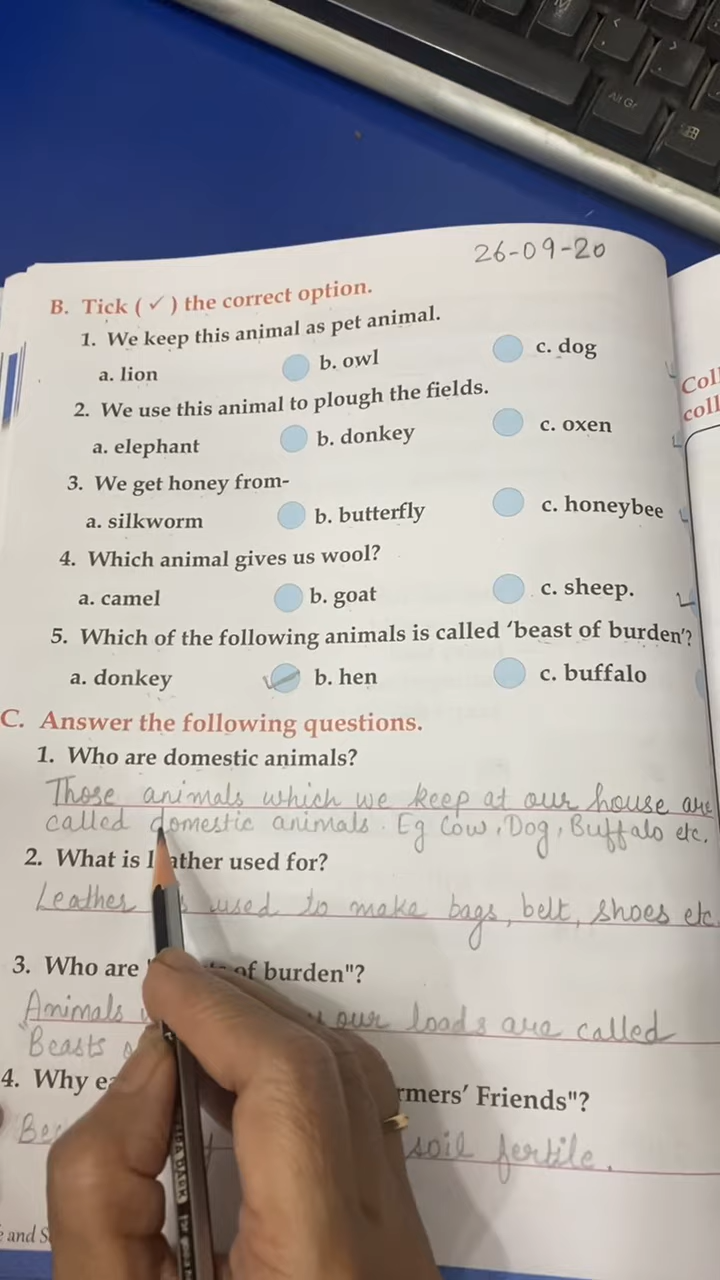 Alt Gr
26-09-20
B. Tick ( ✓ ) the correct option.
1. We keep this animal as pet animal.
a. lion b. owl c. dog
2. We use this animal to plough the fields.
a. elephant b. donkey c. oxen
3. We get honey from-
a. silkworm b. butterfly c. honeybee
4. Which animal gives us wool?
a. camel b. goat c. sheep.
5. Which of the following animals is called ‘beast of burden’?
a. donkey b. hen c. buffalo
C. Answer the following questions.
1. Who are domestic animals?
Those animals which we keep at our house are
called domestic animals. Eg Cow, Dog, Buffalo etc.
2. What is leather used for?
Leather is used to make bags, belt, shoes etc
3. Who are of burden"?
Animals our loads are called
"Beasts
4. Why Friends"?
soil fertile.
and